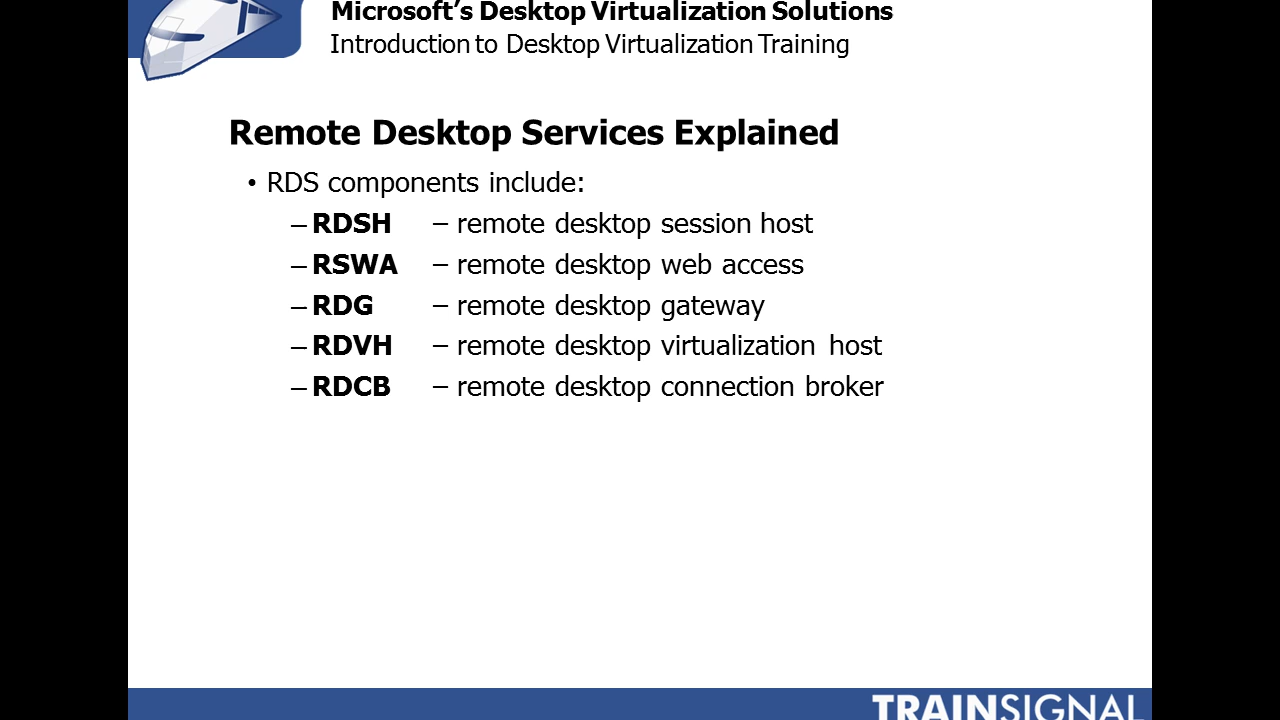 Microsoft’s Desktop Virtualization Solutions
Introduction to Desktop Virtualization Training
Remote Desktop Services Explained
• RDS components include:
– RDSH – remote desktop session host
– RSWA – remote desktop web access
– RDG – remote desktop gateway
– RDVH – remote desktop virtualization host
– RDCB – remote desktop connection broker
TRAINSIGNAL